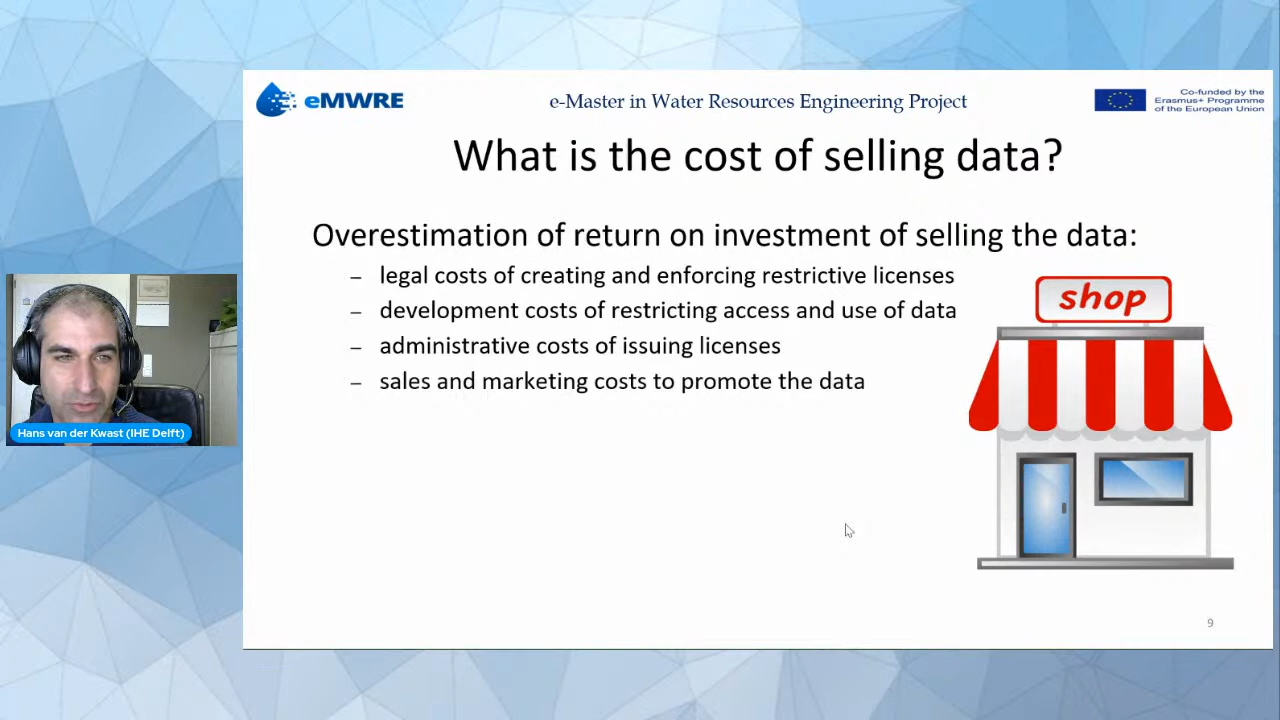 eMWRE
e-Master in Water Resources Engineering Project
Co-funded by the
Erasmus+ Programme
of the European Union
What is the cost of selling data?
Overestimation of return on investment of selling the data:
– legal costs of creating and enforcing restrictive licenses
– development costs of restricting access and use of data
– administrative costs of issuing licenses
– sales and marketing costs to promote the data
shop
Hans van der Kwast (IHE Delft)
9